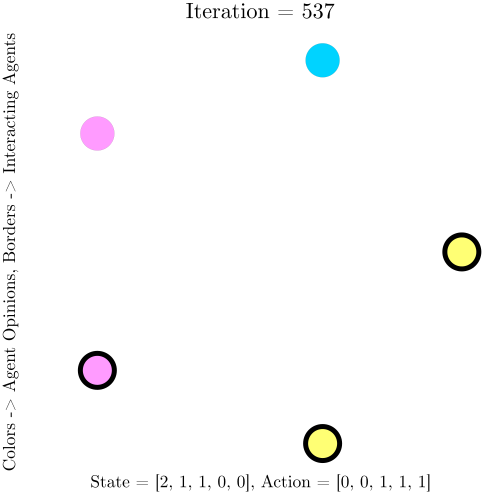 Iteration = 537
Colors -> Agent Opinions, Borders -> Interacting Agents
State = [2, 1, 1, 0, 0], Action = [0, 0, 1, 1, 1]